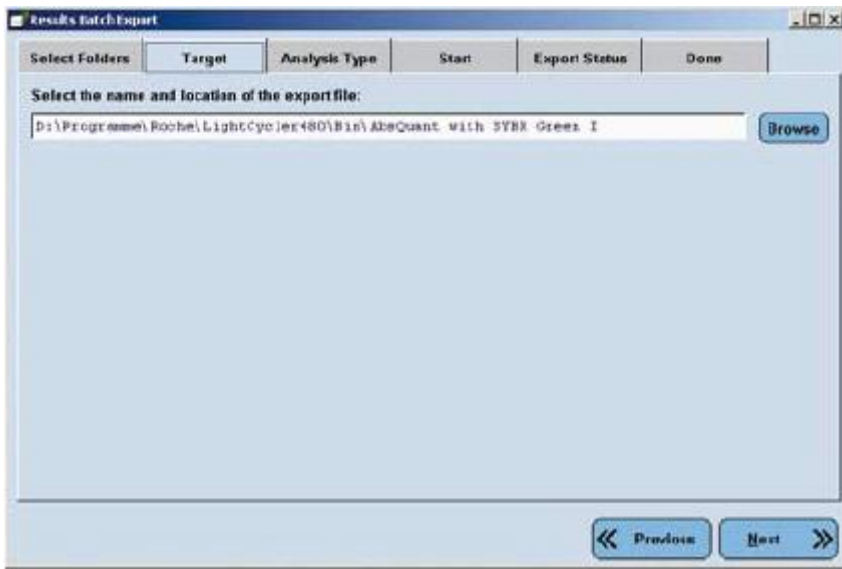 Results Batch Export
Select Folders Target Analysis Type Start Export Status Done
Select the name and location of the export file:
D:\Programme\Roche\LightCycler480\Bin\AbsQuant with SYBR Green I
Browse
Previous Next